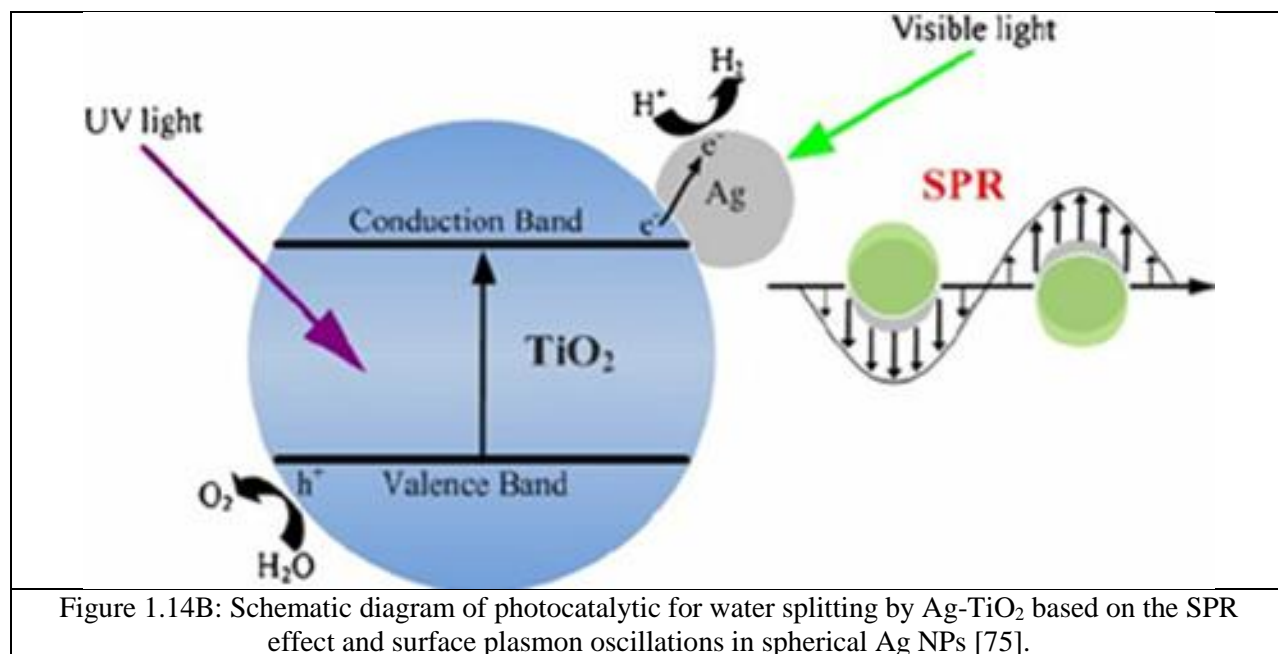 Visible light
UV light
H₂
H⁺
e⁻
Ag
e⁻
SPR
Conduction Band
TiO₂
h⁺
Valence Band
O₂
H₂O
Figure 1.14B: Schematic diagram of photocatalytic for water splitting by Ag-TiO₂ based on the SPR
effect and surface plasmon oscillations in spherical Ag NPs [75].